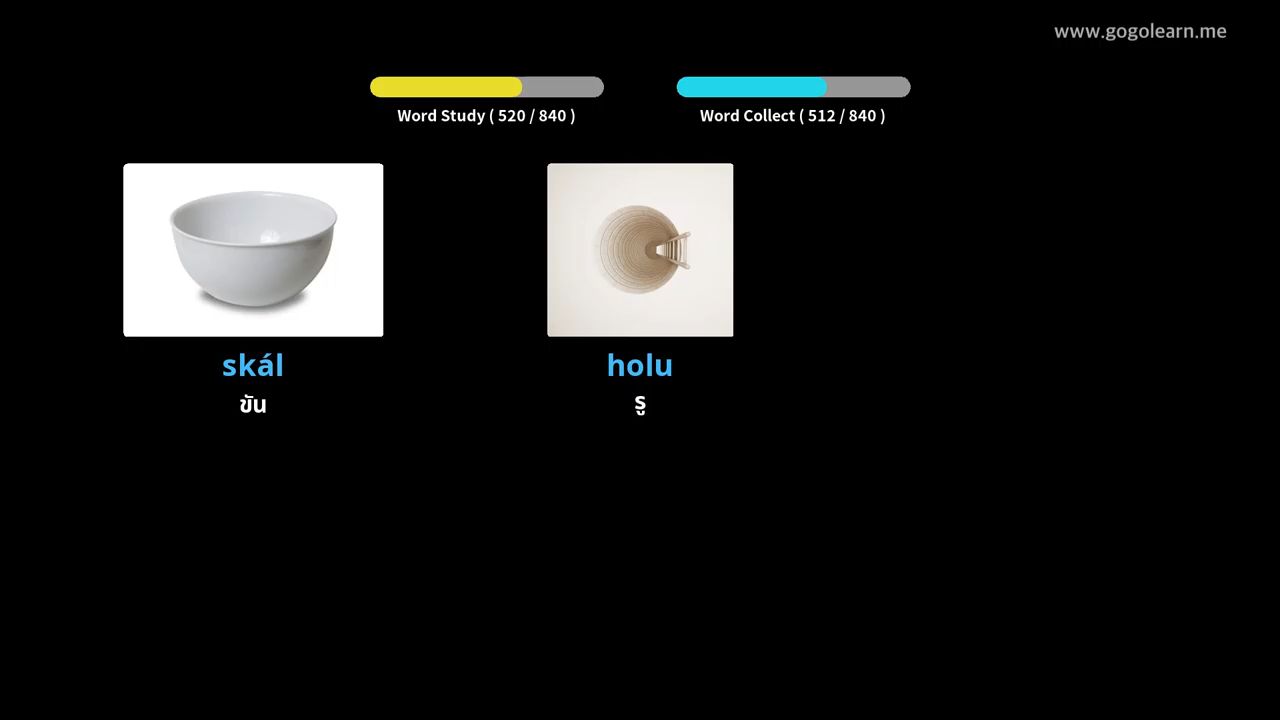 www.gogolearn.me
Word Study ( 520 / 840 )
Word Collect ( 512 / 840 )
skál
ขัน
holu
รู